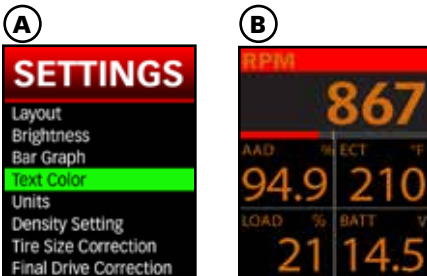 A
SETTINGS
Layout
Brightness
Bar Graph
Text Color
Units
Density Setting
Tire Size Correction
Final Drive Correction
B
RPM
867
AAD % ECT °F
94.9 210
LOAD % BATT V
21 14.5